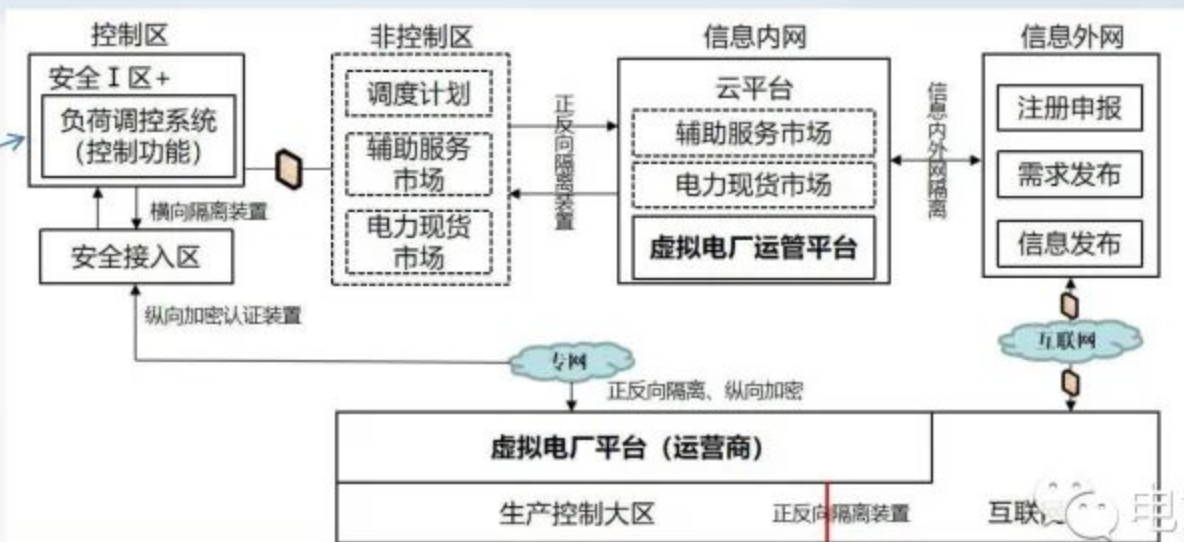 控制区
非控制区
信息内网
信息外网
安全Ⅰ区+
负荷调控系统
（控制功能）
横向隔离装置
安全接入区
纵向加密认证装置
调度计划
辅助服务
市场
电力现货
市场
正反向隔离装置
云平台
辅助服务市场
电力现货市场
虚拟电厂运管平台
信息内外网隔离
注册申报
需求发布
信息发布
专网
互联网
正反向隔离、纵向加密
虚拟电厂平台（运营商）
生产控制大区
正反向隔离装置
互联
电